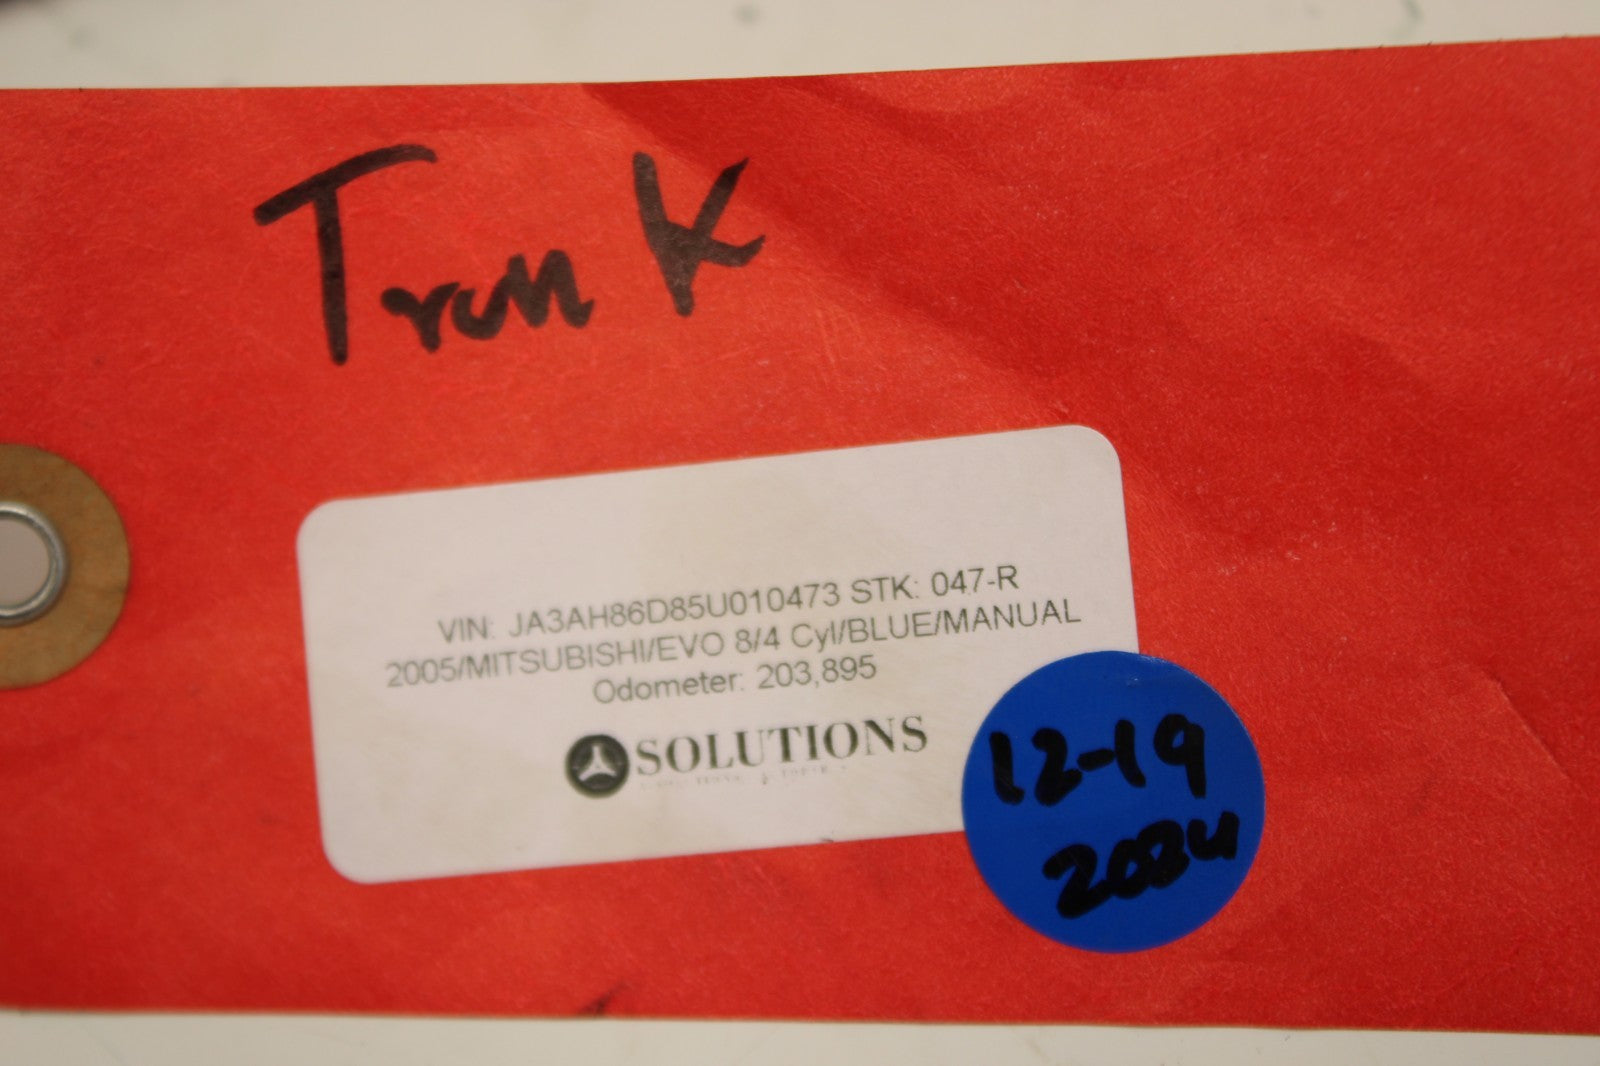 Trunk
VIN: JA3AH86D85U010473 STK: 047-R
2005/MITSUBISHI/EVO 8/4 Cyl/BLUE/MANUAL
Odometer: 203,895
SOLUTIONS
12-19
2024